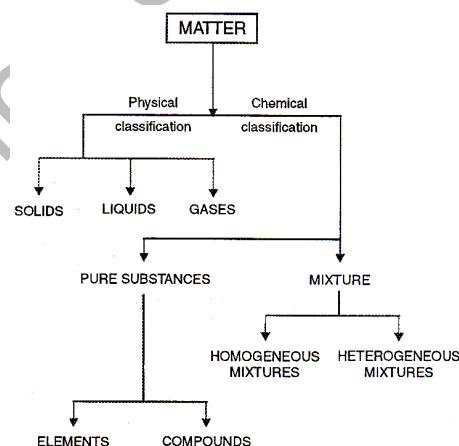 MATTER
Physical classification
Chemical classification
SOLIDS
LIQUIDS
GASES
PURE SUBSTANCES
MIXTURE
HOMOGENEOUS
MIXTURES
HETEROGENEOUS
MIXTURES
ELEMENTS
COMPOUNDS